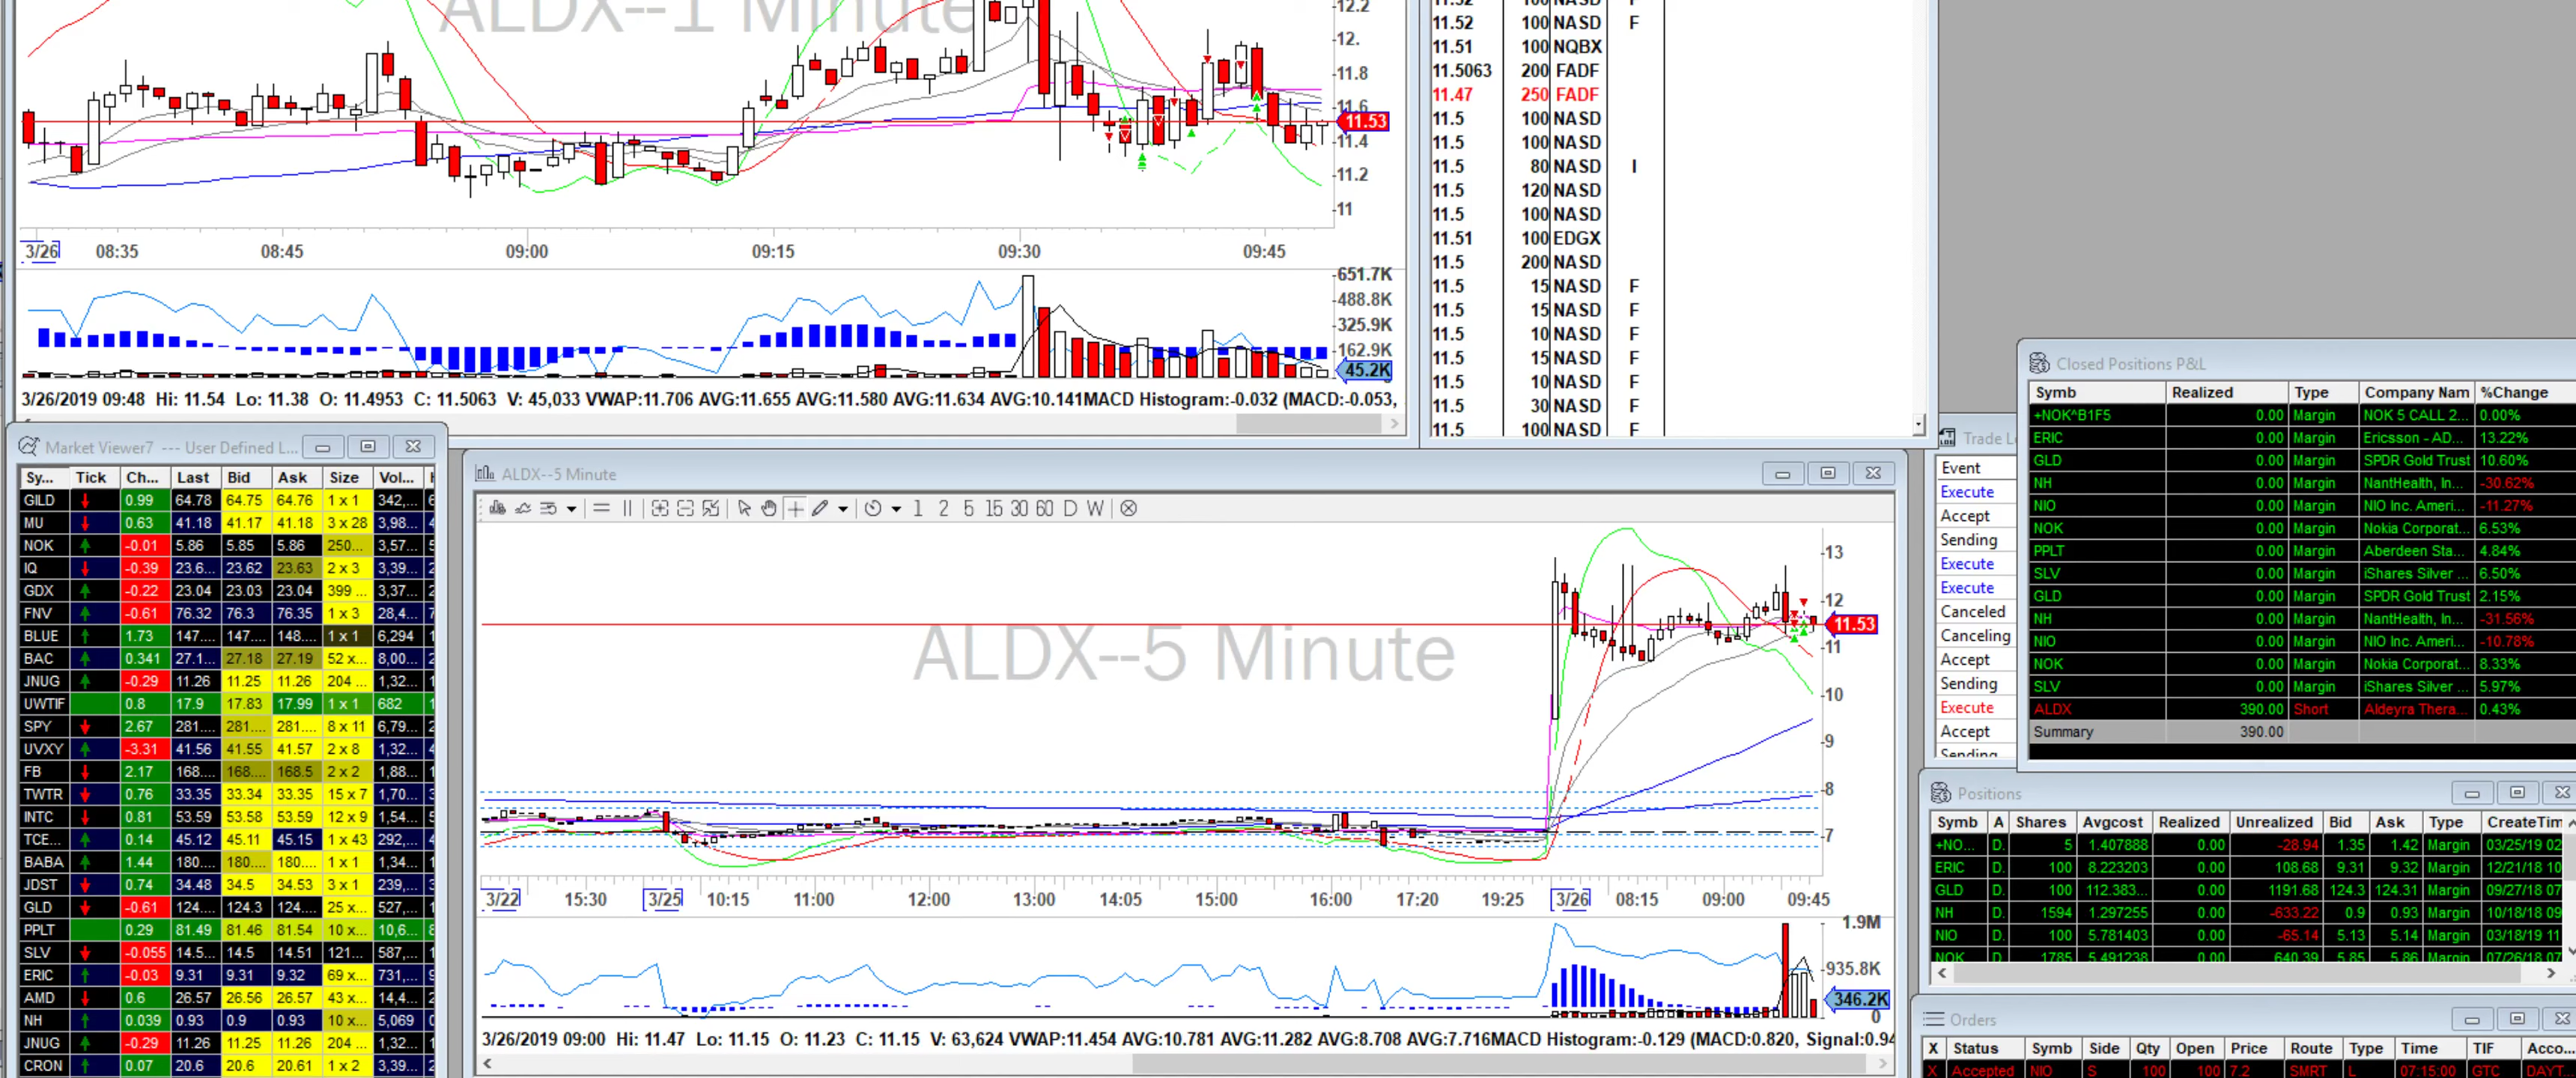 ALDX--1 Minute
12.2
12.
11.8
11.6
11.53
11.4
11.2
11
3/26 08:35 08:45 09:00 09:15 09:30 09:45
651.7K
488.8K
325.9K
162.9K
45.2K
3/26/2019 09:48 Hi: 11.54 Lo: 11.38 O: 11.4953 C: 11.5063 V: 45,033 VWAP:11.706 AVG:11.655 AVG:11.580 AVG:11.634 AVG:10.141MACD Histogram:-0.032 (MACD:-0.053,
11.52 100 NASD F
11.52 100 NASD F
11.51 100 NQBX
11.5063 200 FADF
11.47 250 FADF
11.5 100 NASD
11.5 100 NASD
11.5 80 NASD I
11.5 120 NASD
11.5 100 NASD
11.51 100 EDGX
11.5 200 NASD
11.5 15 NASD F
11.5 15 NASD F
11.5 10 NASD F
11.5 15 NASD F
11.5 10 NASD F
11.5 30 NASD F
11.5 100 NASD F
Market Viewer7 --- User Defined L...
Sy... Tick Ch... Last Bid Ask Size Vol...
GILD 0.99 64.78 64.75 64.76 1 x 1 342,...
MU 0.63 41.18 41.17 41.18 3 x 28 3,98...
NOK -0.01 5.86 5.85 5.86 250... 3,57...
IQ -0.39 23.6... 23.62 23.63 2 x 3 3,39...
GDX -0.22 23.04 23.03 23.04 399 ... 3,37...
FNV -0.61 76.32 76.3 76.35 1 x 3 28,4...
BLUE 1.73 147.... 147.... 148.... 1 x 1 6,294
BAC 0.341 27.1... 27.18 27.19 52 x... 8,00...
JNUG -0.29 11.26 11.25 11.26 204 ... 1,32...
UWTIF 0.8 17.9 17.83 17.99 1 x 1 682
SPY 2.67 281.... 281.... 281.... 8 x 11 6,79...
UVXY -3.31 41.56 41.55 41.57 2 x 8 1,32...
FB 2.17 168.... 168.... 168.5 2 x 2 1,88...
TWTR 0.76 33.35 33.34 33.35 15 x 7 1,70...
INTC 0.81 53.59 53.58 53.59 12 x 9 1,54...
TCE... 0.14 45.12 45.11 45.15 1 x 43 292,...
BABA 1.44 180.... 180.... 180.... 1 x 1 1,34...
JDST 0.74 34.48 34.5 34.53 3 x 1 239,...
GLD -0.61 124.... 124.3 124.... 25 x... 527,...
PPLT 0.29 81.49 81.46 81.54 10 x... 10,6...
SLV -0.055 14.5... 14.5 14.51 121... 587,...
ERIC -0.03 9.31 9.31 9.32 69 x... 731,...
AMD 0.6 26.57 26.56 26.57 43 x... 14,4...
NH 0.039 0.93 0.9 0.93 10 x... 5,069
JNUG -0.29 11.26 11.25 11.26 204 ... 1,32...
CRON 0.07 20.6 20.6 20.61 1 x 2 3,39...
ALDX--5 Minute
1 2 5 15 30 60 D W
ALDX--5 Minute
13
12
11.53
11
10
9
8
7
3/22 15:30 3/25 10:15 11:00 12:00 13:00 14:05 15:00 16:00 17:20 19:25 3/26 08:15 09:00 09:45
1.9M
935.8K
346.2K
0
3/26/2019 09:00 Hi: 11.47 Lo: 11.15 O: 11.23 C: 11.15 V: 63,624 VWAP:11.454 AVG:10.781 AVG:11.282 AVG:8.708 AVG:7.716MACD Histogram:-0.129 (MACD:0.820, Signal:0.94
Trade Lo
Event
Execute
Accept
Sending
Execute
Execute
Canceled
Canceling
Accept
Sending
Execute
Accept
Sending
Closed Positions P&L
Symb Realized Type Company Nam %Change
+NOK^B1F5 0.00 Margin NOK 5 CALL 2... 0.00%
ERIC 0.00 Margin Ericsson - AD... 13.22%
GLD 0.00 Margin SPDR Gold Trust 10.60%
NH 0.00 Margin NantHealth, In... -30.62%
NIO 0.00 Margin NIO Inc. Ameri... -11.27%
NOK 0.00 Margin Nokia Corporat... 6.53%
PPLT 0.00 Margin Aberdeen Sta... 4.84%
SLV 0.00 Margin iShares Silver ... 6.50%
GLD 0.00 Margin SPDR Gold Trust 2.15%
NH 0.00 Margin NantHealth, In... -31.56%
NIO 0.00 Margin NIO Inc. Ameri... -10.78%
NOK 0.00 Margin Nokia Corporat... 8.33%
SLV 0.00 Margin iShares Silver ... 5.97%
ALDX 390.00 Short Aldeyra Thera... 0.43%
Summary 390.00
Positions
Symb A Shares Avgcost Realized Unrealized Bid Ask Type CreateTim
+NO... D. 5 1.407888 0.00 -28.94 1.35 1.42 Margin 03/25/19 02
ERIC D. 100 8.223203 0.00 108.68 9.31 9.32 Margin 12/21/18 10
GLD D. 100 112.383... 0.00 1191.68 124.3 124.31 Margin 09/27/18 07
NH D. 1594 1.297255 0.00 -633.22 0.9 0.93 Margin 10/18/18 09
NIO D. 100 5.781403 0.00 -65.14 5.13 5.14 Margin 03/18/19 11
NOK D. 1785 5.491238 0.00 640.39 5.85 5.86 Margin 07/26/18 07
Orders
X Status Symb Side Qty Open Price Route Type Time TIF Acco...
X Accepted NIO S 100 100 7.2 SMRT L 07:15:00 GTC DAYT...